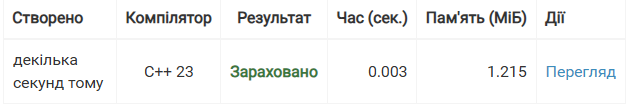 Створено Компілятор Результат Час (сек.) Пам'ять (МіБ) Дії
декілька
секунд тому C++ 23 Зараховано 0.003 1.215 Перегляд